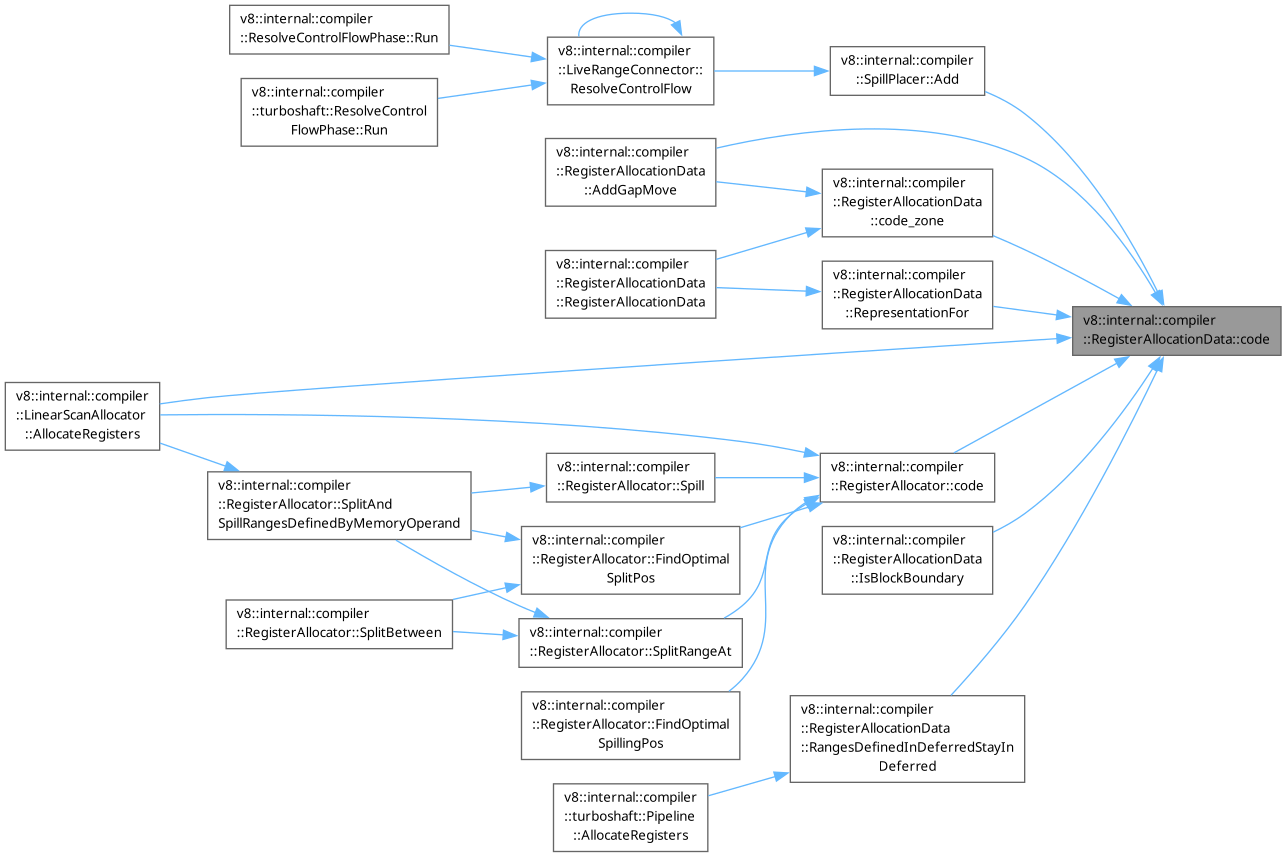 v8::internal::compiler
::ResolveControlFlowPhase::Run
v8::internal::compiler
::turboshaft::ResolveControl
FlowPhase::Run
v8::internal::compiler
::LiveRangeConnector::
ResolveControlFlow
v8::internal::compiler
::SpillPlacer::Add
v8::internal::compiler
::RegisterAllocationData
::AddGapMove
v8::internal::compiler
::RegisterAllocationData
::code_zone
v8::internal::compiler
::RegisterAllocationData
::RegisterAllocationData
v8::internal::compiler
::RegisterAllocationData
::RepresentationFor
v8::internal::compiler
::RegisterAllocationData::code
v8::internal::compiler
::LinearScanAllocator
::AllocateRegisters
v8::internal::compiler
::RegisterAllocator::SplitAnd
SpillRangesDefinedByMemoryOperand
v8::internal::compiler
::RegisterAllocator::Spill
v8::internal::compiler
::RegisterAllocator::code
v8::internal::compiler
::RegisterAllocator::FindOptimal
SplitPos
v8::internal::compiler
::RegisterAllocationData
::IsBlockBoundary
v8::internal::compiler
::RegisterAllocator::SplitBetween
v8::internal::compiler
::RegisterAllocator::SplitRangeAt
v8::internal::compiler
::RegisterAllocator::FindOptimal
SpillingPos
v8::internal::compiler
::RegisterAllocationData
::RangesDefinedInDeferredStayIn
Deferred
v8::internal::compiler
::turboshaft::Pipeline
::AllocateRegisters